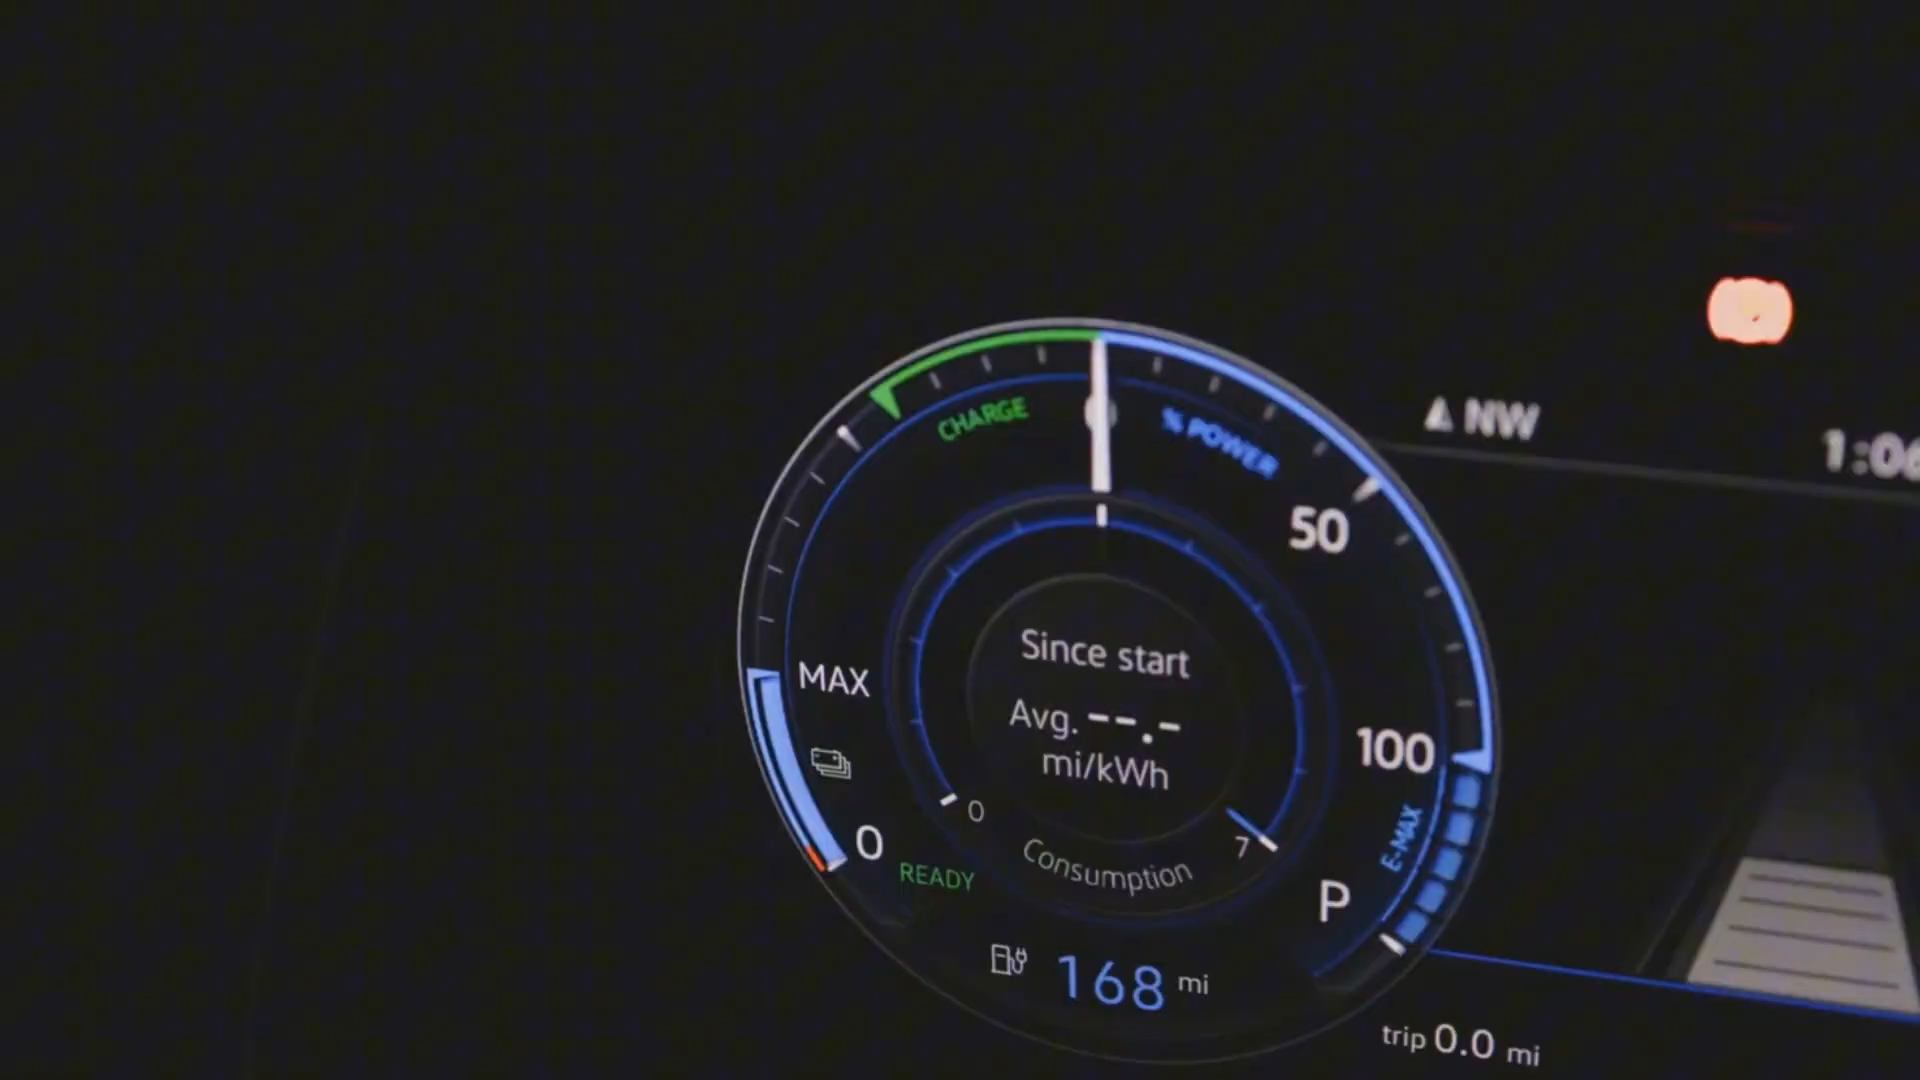 ▲ NW
1:06
CHARGE
% POWER
50
Since start
MAX
Avg. --.-
100
mi/kWh
0
7
0
Consumption
E-MAX
READY
P
168 mi
trip 0.0 mi